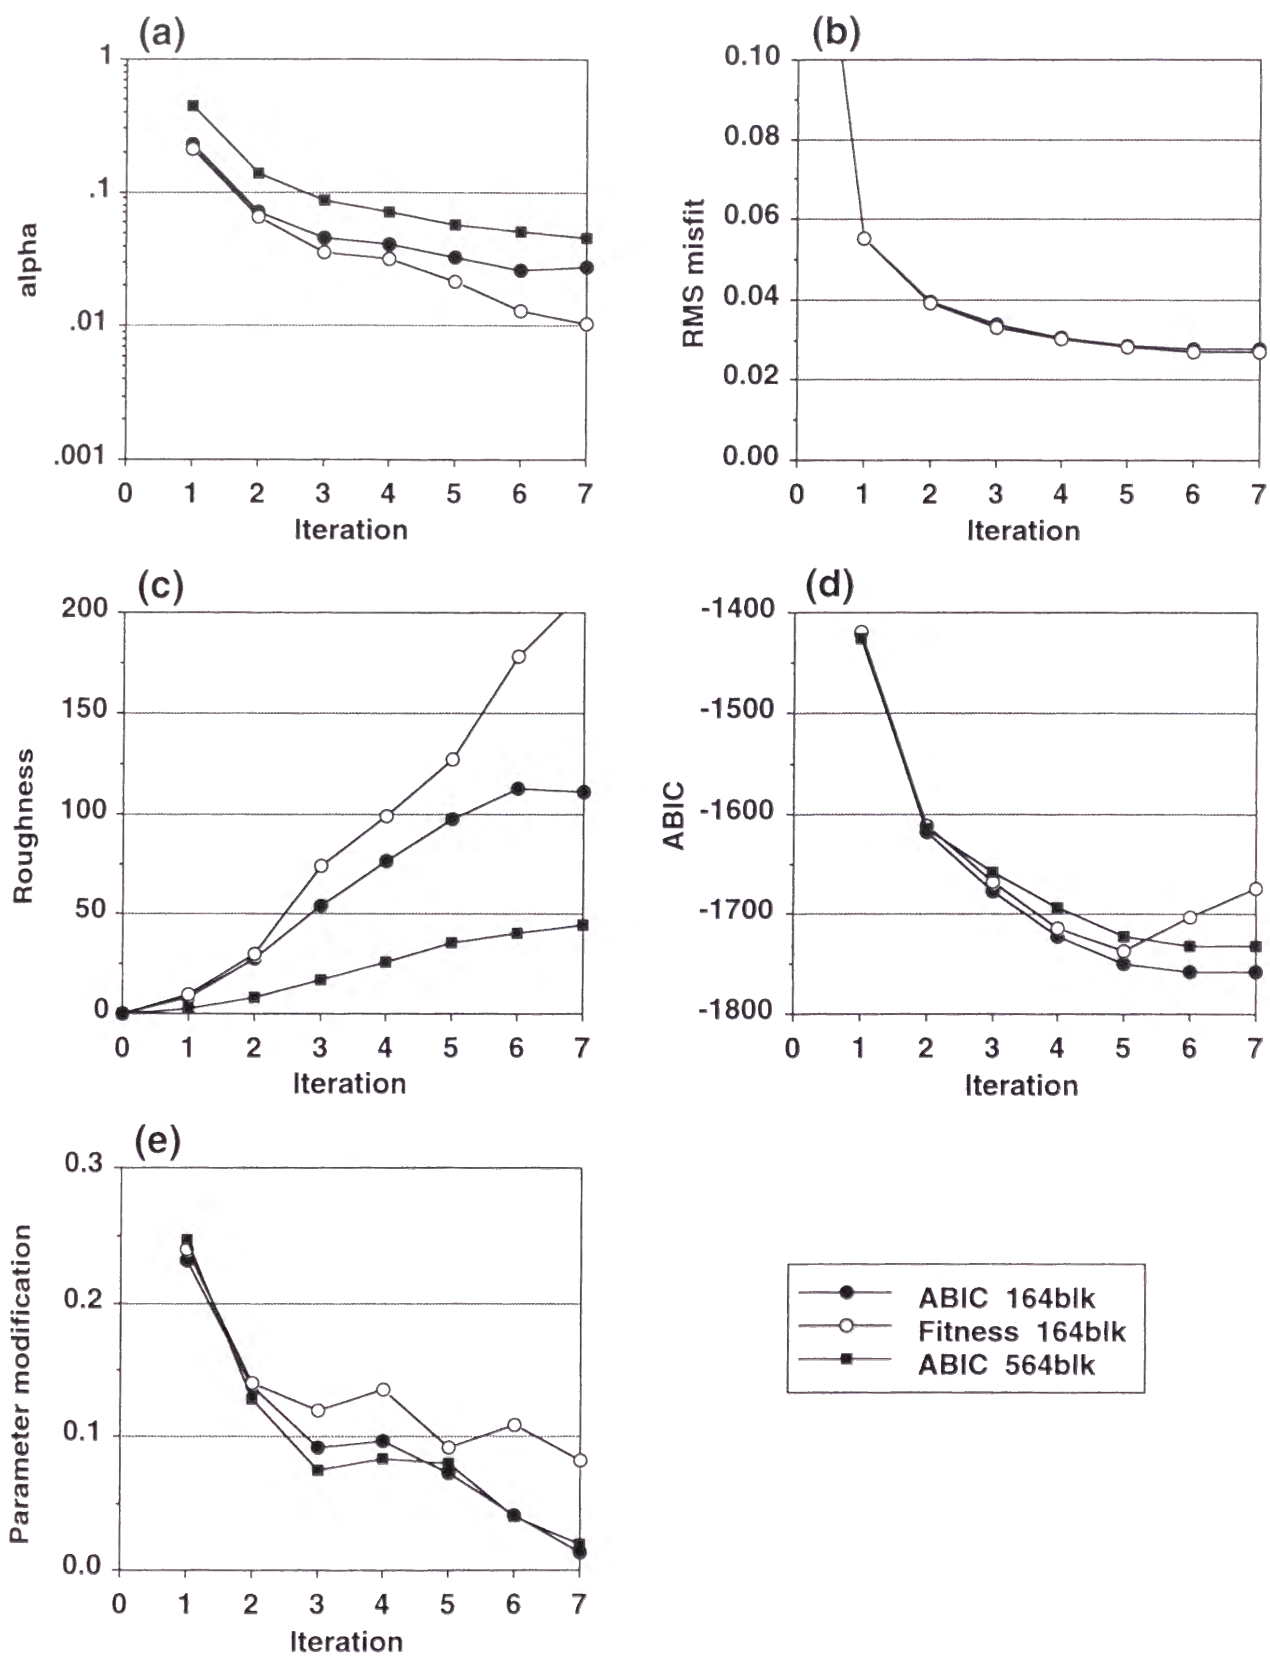 (a)
1
.1
.01
.001
alpha
0 1 2 3 4 5 6 7
Iteration
(b)
0.10
0.08
0.06
0.04
0.02
0.00
RMS misfit
0 1 2 3 4 5 6 7
Iteration
(c)
200
150
100
50
0
Roughness
0 1 2 3 4 5 6 7
Iteration
(d)
-1400
-1500
-1600
-1700
-1800
ABIC
0 1 2 3 4 5 6 7
Iteration
(e)
0.3
0.2
0.1
0.0
Parameter modification
0 1 2 3 4 5 6 7
Iteration
ABIC 164blk
Fitness 164blk
ABIC 564blk